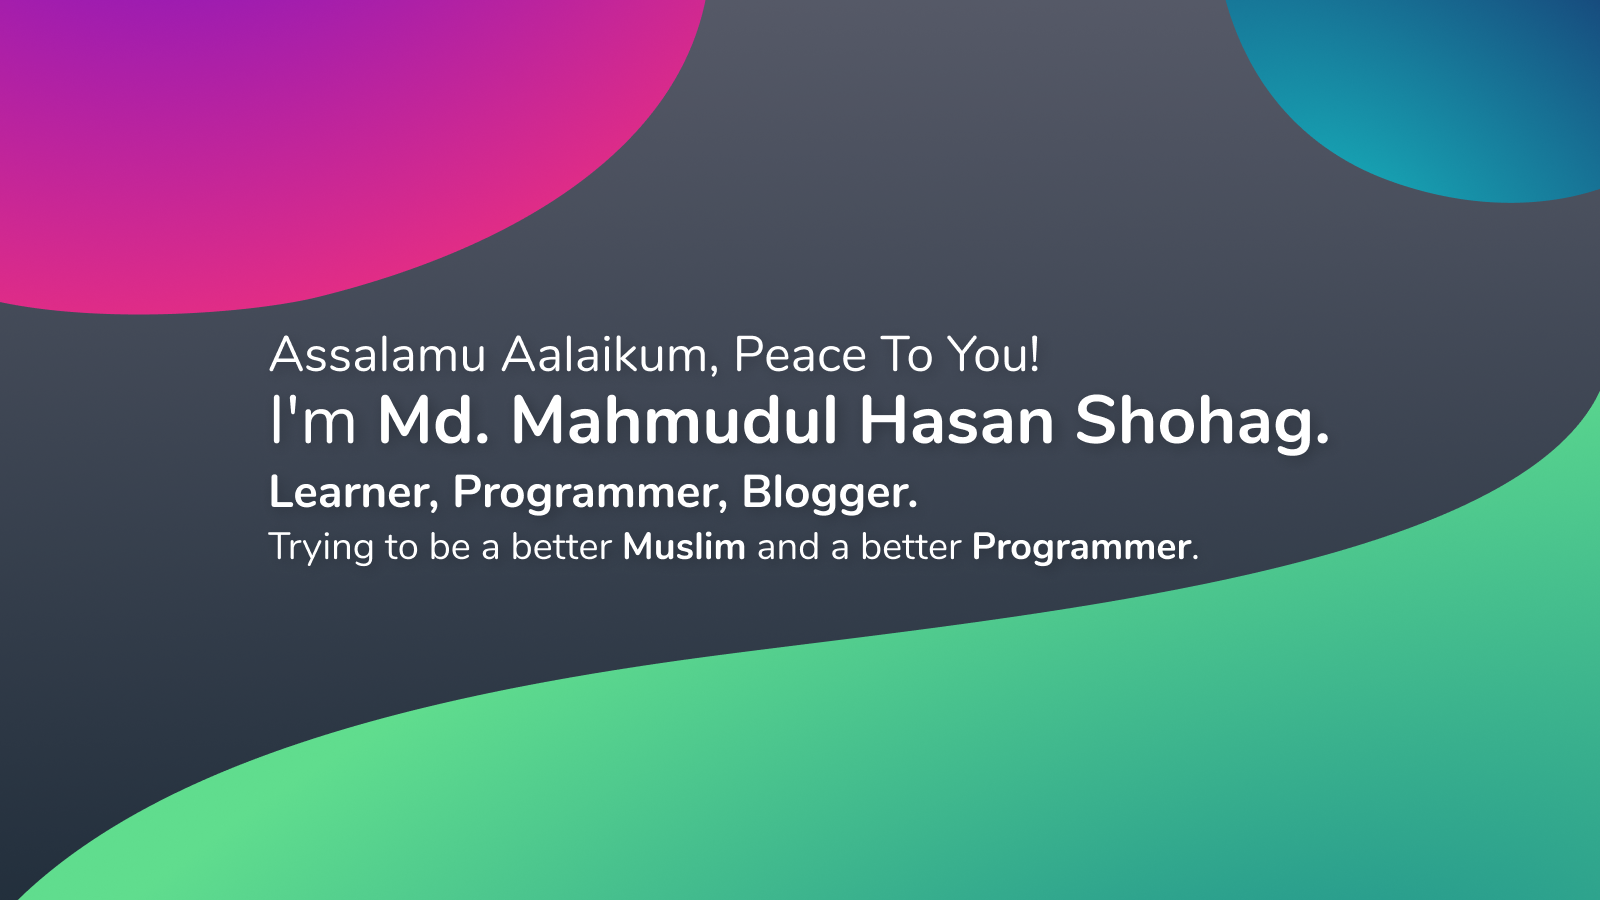 Assalamu Aalaikum, Peace To You!
I'm Md. Mahmudul Hasan Shohag.
Learner, Programmer, Blogger.
Trying to be a better Muslim and a better Programmer.